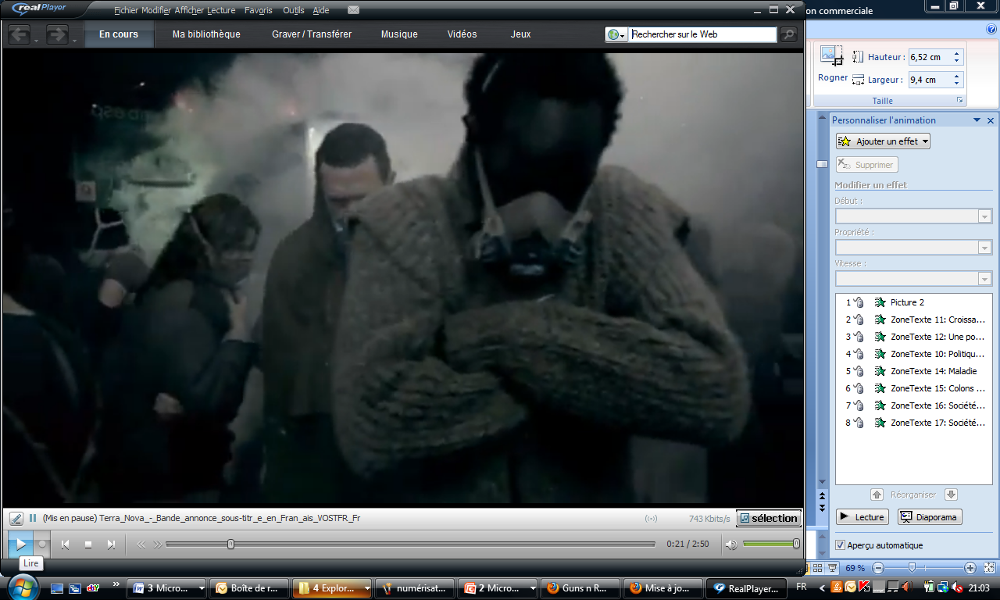 real Player
Fichier Modifier Afficher Lecture Favoris Outils Aide
on commerciale
En cours Ma bibliothèque Graver / Transférer Musique Vidéos Jeux Rechercher sur le Web
Hauteur : 6,52 cm
Rogner
Largeur : 9,4 cm
Taille
Personnaliser l'animation
Ajouter un effet
Supprimer
Modifier un effet
Début :
Propriété :
Vitesse :
1 Picture 2
2 ZoneTexte 11: Croissa...
3 ZoneTexte 12: Une po...
4 ZoneTexte 10: Politiqu...
5 ZoneTexte 14: Maladie
6 ZoneTexte 15: Colons ...
7 ZoneTexte 16: Société...
8 ZoneTexte 17: Société...
Réorganiser
Lecture Diaporama
Aperçu automatique
(Mis en pause) Terra_Nova_-_Bande_annonce_sous-titr_e_en_Fran_ais_VOSTFR_Fr 743 Kbits/s sélection
0:21 / 2:50
Lire
69 %
3 Micro... Boîte de r... 4 Explor... numérisat... 2 Micro... Guns n R... Mise à jo... RealPlayer... FR 21:03